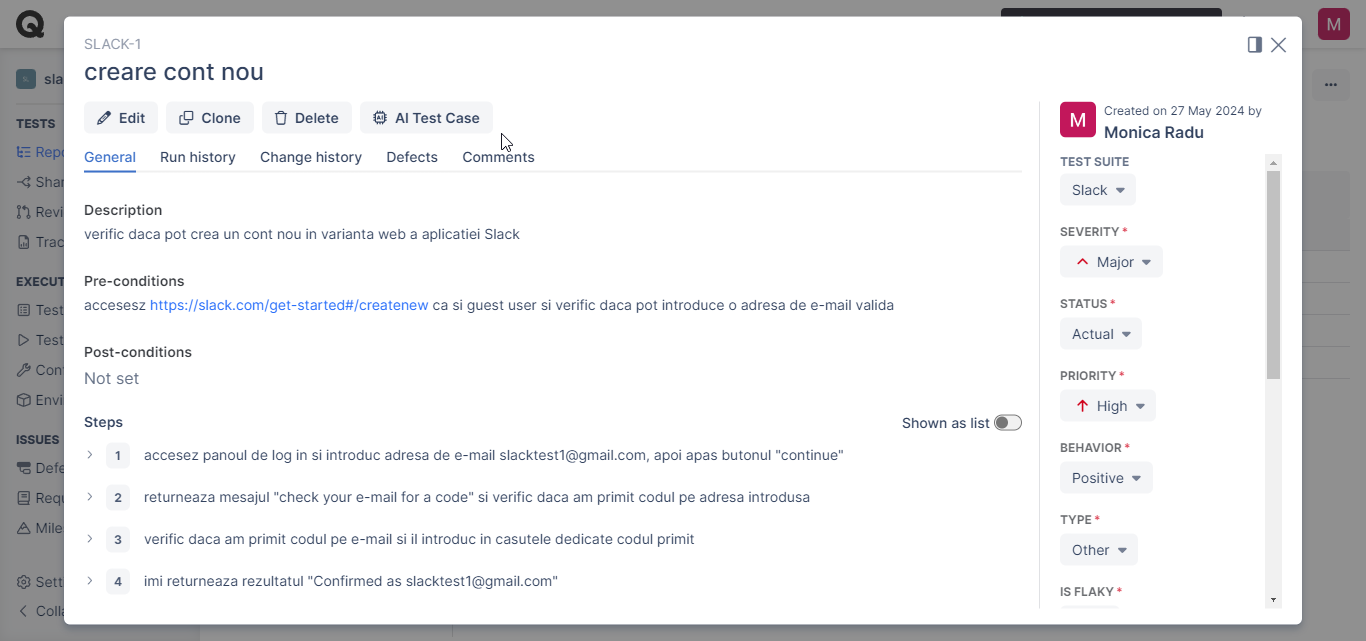 SLACK-1
creare cont nou
Edit
Clone
Delete
AI Test Case
General
Run history
Change history
Defects
Comments
Description
verific daca pot crea un cont nou in varianta web a aplicatiei Slack
Pre-conditions
accesesz https://slack.com/get-started#/createnew ca si guest user si verific daca pot introduce o adresa de e-mail valida
Post-conditions
Not set
Steps
Shown as list
1 accesez panoul de log in si introduc adresa de e-mail slacktest1@gmail.com, apoi apas butonul "continue"
2 returneaza mesajul "check your e-mail for a code" si verific daca am primit codul pe adresa introdusa
3 verific daca am primit codul pe e-mail si il introduc in casutele dedicate codul primit
4 imi returneaza rezultatul "Confirmed as slacktest1@gmail.com"
M
Created on 27 May 2024 by
Monica Radu
TEST SUITE
Slack
SEVERITY *
Major
STATUS *
Actual
PRIORITY *
High
BEHAVIOR *
Positive
TYPE *
Other
IS FLAKY *
M
TESTS